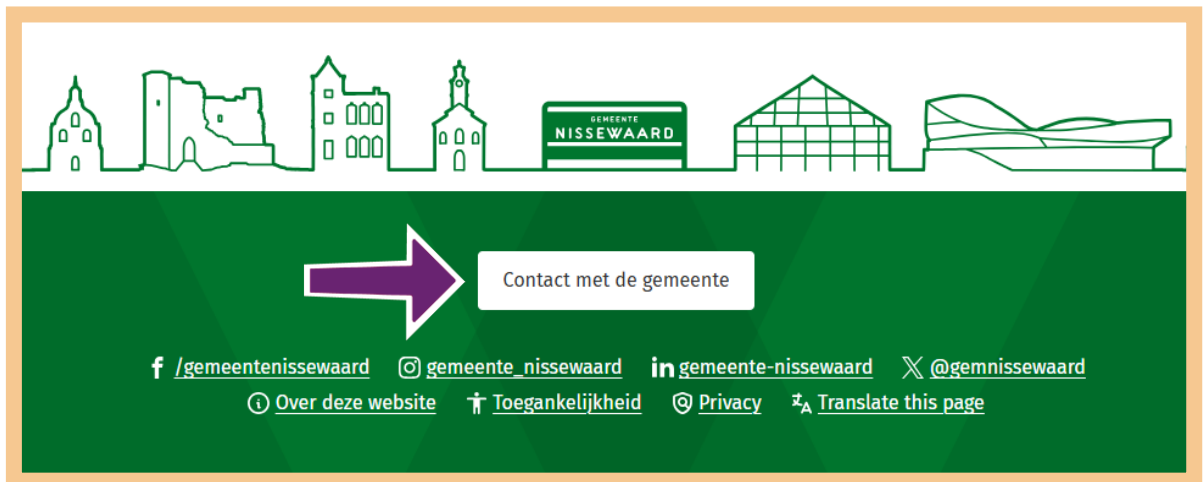 GEMEENTE
NISSEWAARD
Contact met de gemeente
/gemeentenissewaard gemeente_nissewaard in gemeente-nissewaard @gemnissewaard
Over deze website Toegankelijkheid Privacy Translate this page